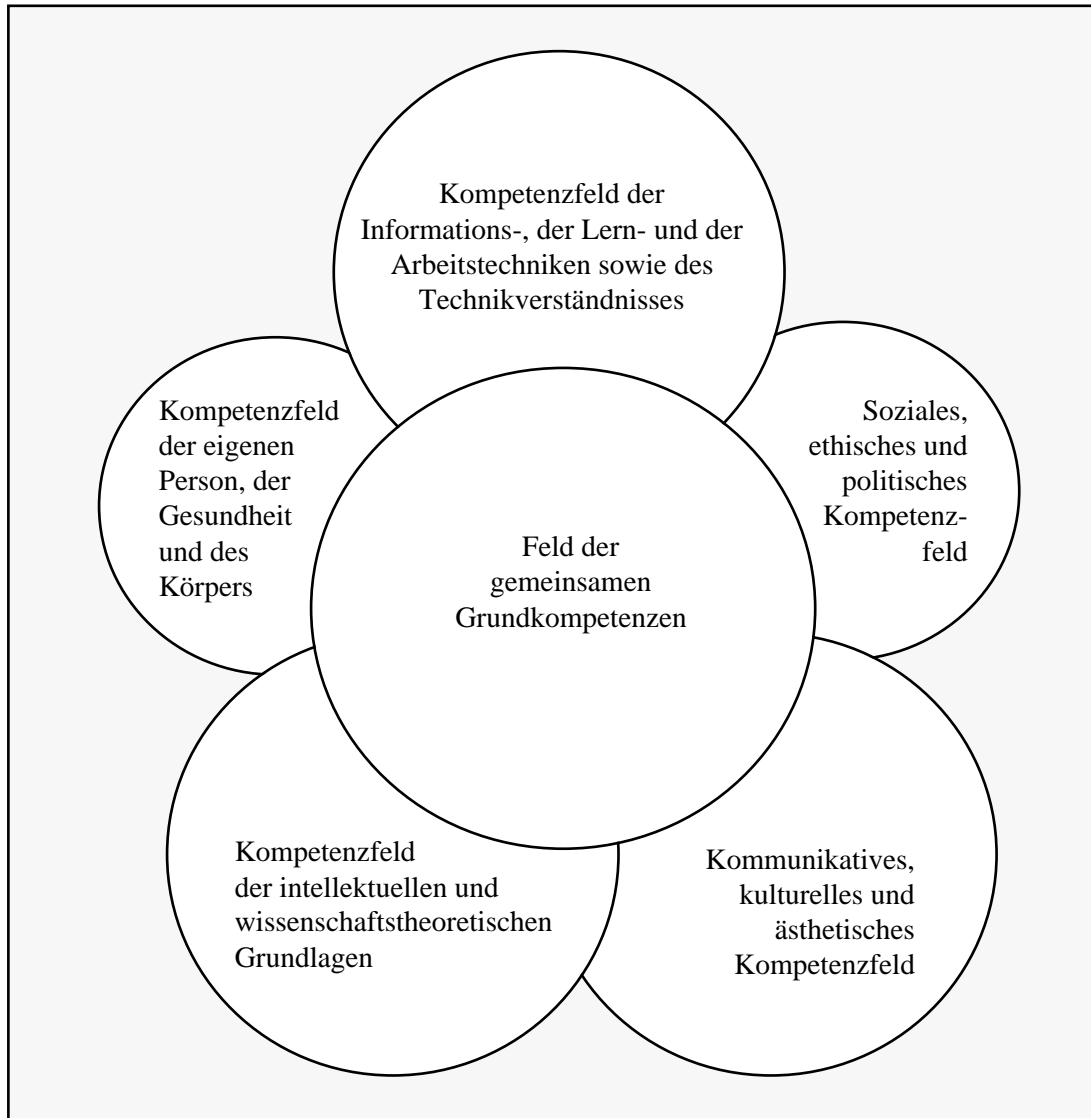 Kompetenzfeld der
Informations-, der Lern- und der
Arbeitstechniken sowie des
Technikverständnisses
Kompetenzfeld
der eigenen
Person, der
Gesundheit
und des
Körpers
Soziales,
ethisches und
politisches
Kompetenz-
feld
Feld der
gemeinsamen
Grundkompetenzen
Kompetenzfeld
der intellektuellen und
wissenschaftstheoretischen
Grundlagen
Kommunikatives,
kulturelles und
ästhetisches
Kompetenzfeld